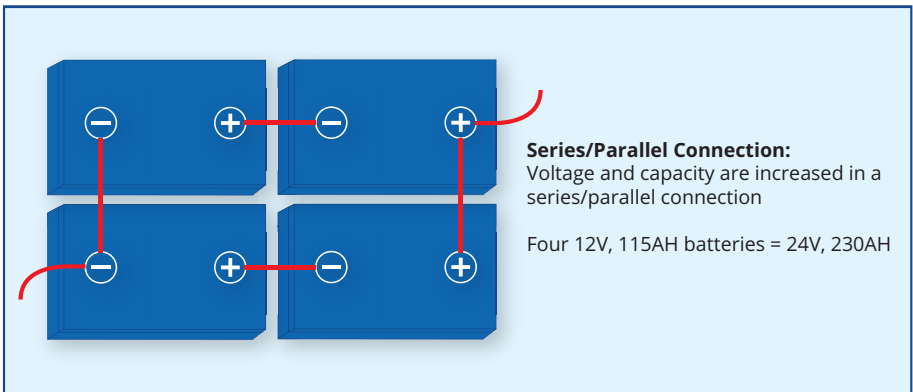 − + − +
− + − +
Series/Parallel Connection:
Voltage and capacity are increased in a
series/parallel connection
Four 12V, 115AH batteries = 24V, 230AH